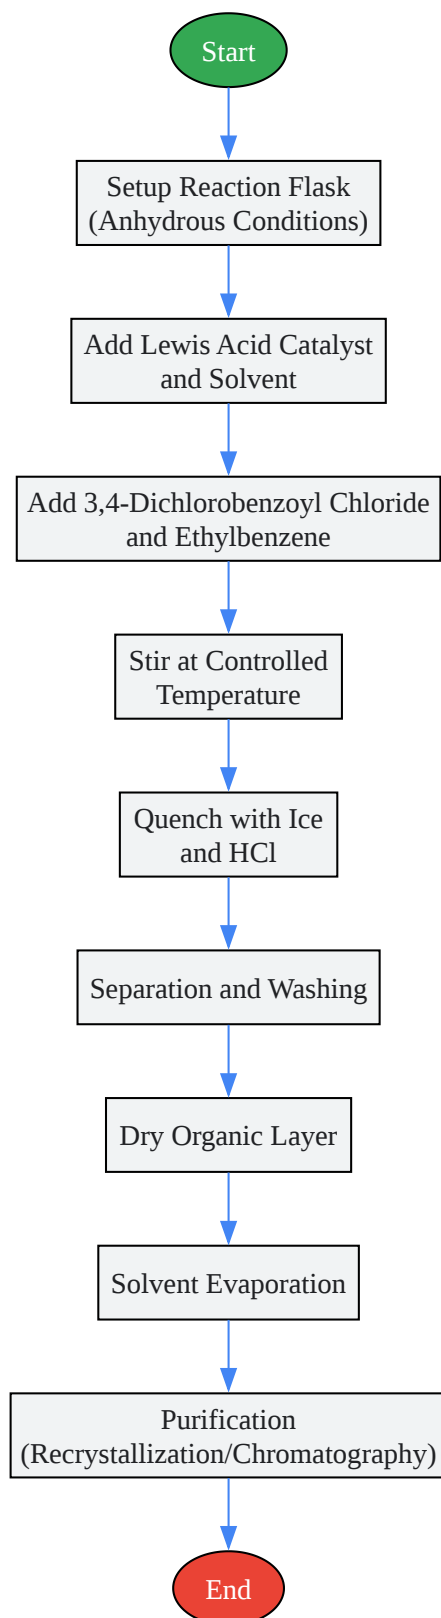 Start
Setup Reaction Flask
(Anhydrous Conditions)
Add Lewis Acid Catalyst
and Solvent
Add 3,4-Dichlorobenzoyl Chloride
and Ethylbenzene
Stir at Controlled
Temperature
Quench with Ice
and HCl
Separation and Washing
Dry Organic Layer
Solvent Evaporation
Purification
(Recrystallization/Chromatography)
End